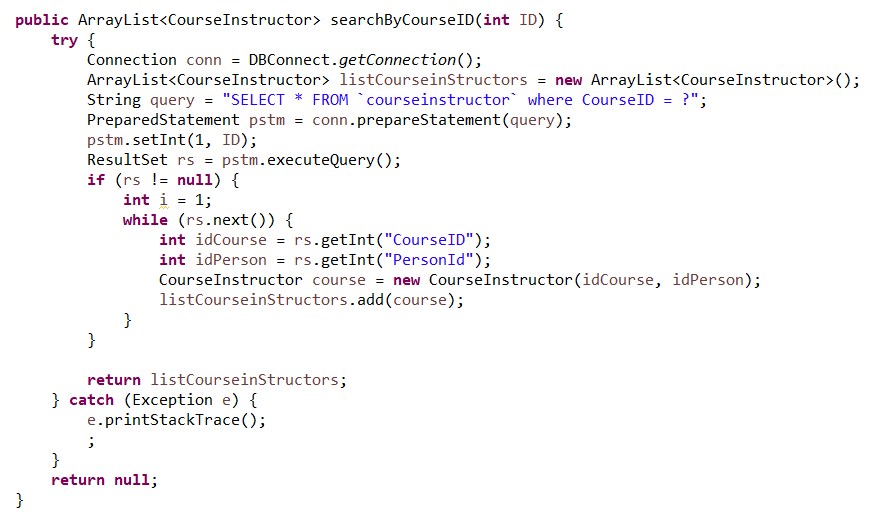 public ArrayList<CourseInstructor> searchByCourseID(int ID) {
    try {
        Connection conn = DBConnect.getConnection();
        ArrayList<CourseInstructor> listCourseinStructors = new ArrayList<CourseInstructor>();
        String query = "SELECT * FROM `courseinstructor` where CourseID = ?";
        PreparedStatement pstm = conn.prepareStatement(query);
        pstm.setInt(1, ID);
        ResultSet rs = pstm.executeQuery();
        if (rs != null) {
            int i = 1;
            while (rs.next()) {
                int idCourse = rs.getInt("CourseID");
                int idPerson = rs.getInt("PersonId");
                CourseInstructor course = new CourseInstructor(idCourse, idPerson);
                listCourseinStructors.add(course);
            }
        }

        return listCourseinStructors;
    } catch (Exception e) {
        e.printStackTrace();
        ;
    }
    return null;
}